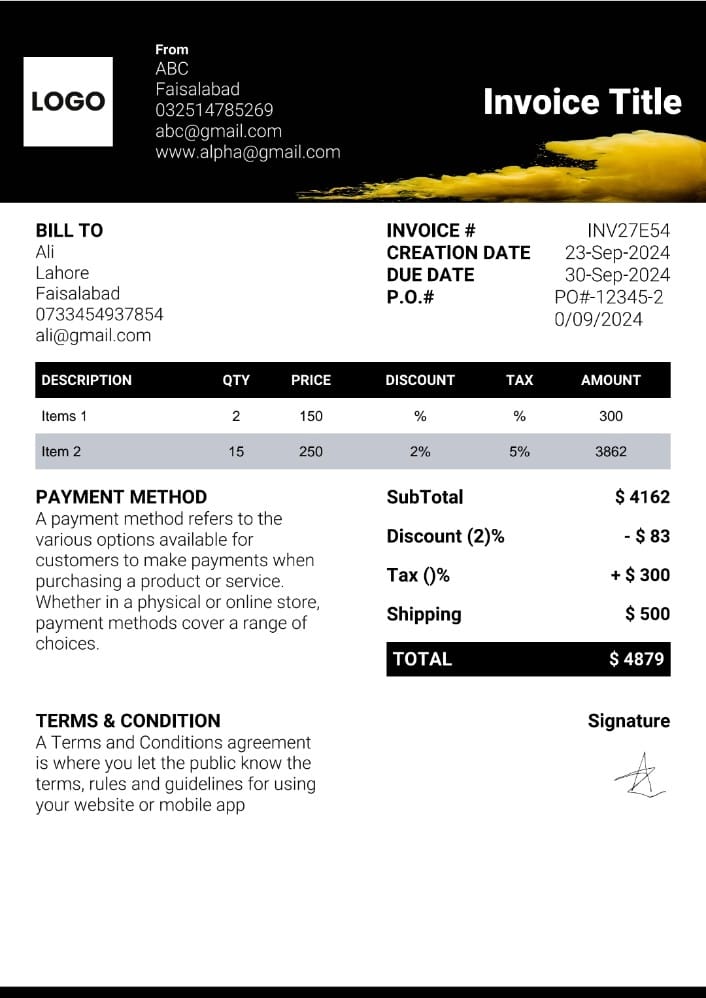 LOGO
From
ABC
Faisalabad
032514785269
abc@gmail.com
www.alpha@gmail.com
Invoice Title
BILL TO
Ali
Lahore
Faisalabad
0733454937854
ali@gmail.com
INVOICE # INV27E54
CREATION DATE 23-Sep-2024
DUE DATE 30-Sep-2024
P.O.# PO#-12345-2
0/09/2024
DESCRIPTION QTY PRICE DISCOUNT TAX AMOUNT
Items 1 2 150 % % 300
Item 2 15 250 2% 5% 3862
PAYMENT METHOD
A payment method refers to the
various options available for
customers to make payments when
purchasing a product or service.
Whether in a physical or online store,
payment methods cover a range of
choices.
SubTotal $ 4162
Discount (2)% - $ 83
Tax ()% + $ 300
Shipping $ 500
TOTAL $ 4879
TERMS & CONDITION
A Terms and Conditions agreement
is where you let the public know the
terms, rules and guidelines for using
your website or mobile app
Signature